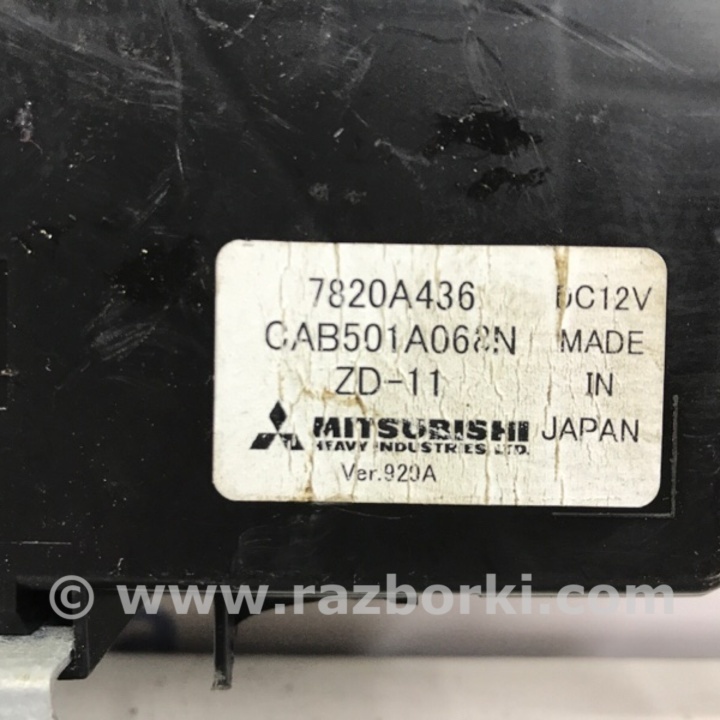 7820A436 DC12V
CAB501A068N MADE
ZD-11 IN
MITSUBISHI JAPAN
HEAVY INDUSTRIES LTD.
Ver.920A
© www.razborki.com